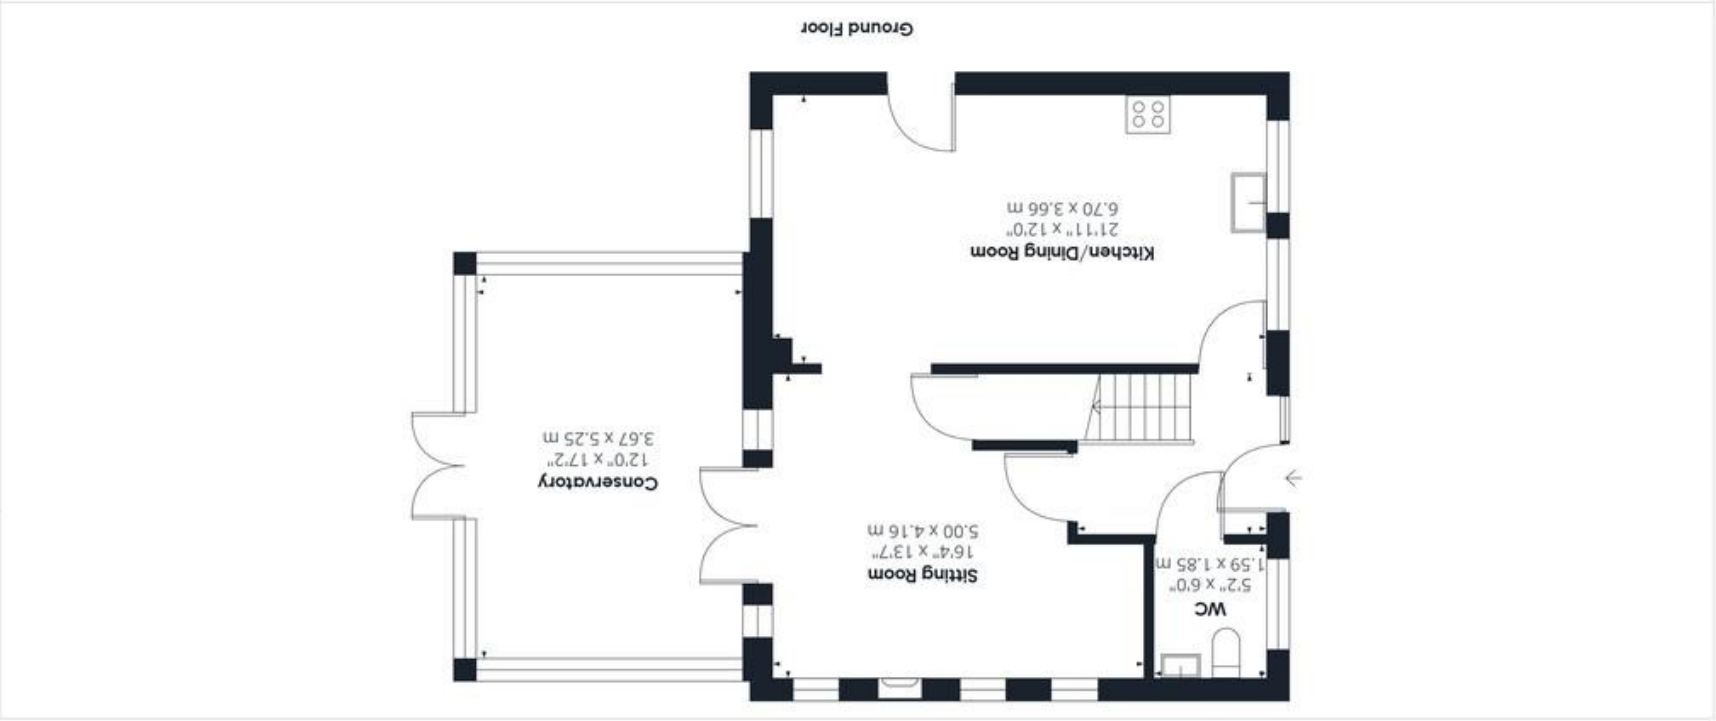 WC
5'2" x 6'0"
1.59 x 1.85 m
Sitting Room
16'4" x 13'7"
5.00 x 4.16 m
Conservatory
12'0" x 17'2"
3.67 x 5.25 m
Kitchen/Dining Room
21'11" x 12'0"
6.70 x 3.66 m
Ground Floor